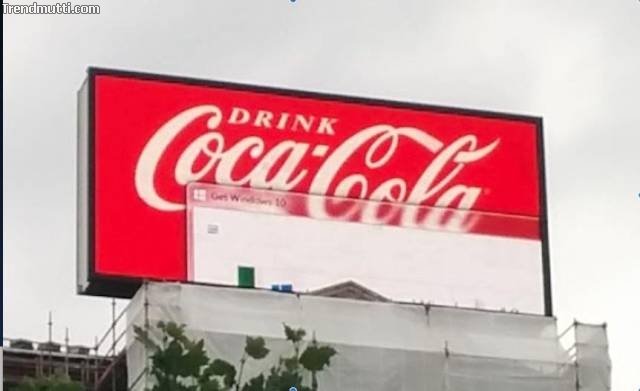 Trendmutti.com
DRINK
Coca-Cola
Get Windows 10